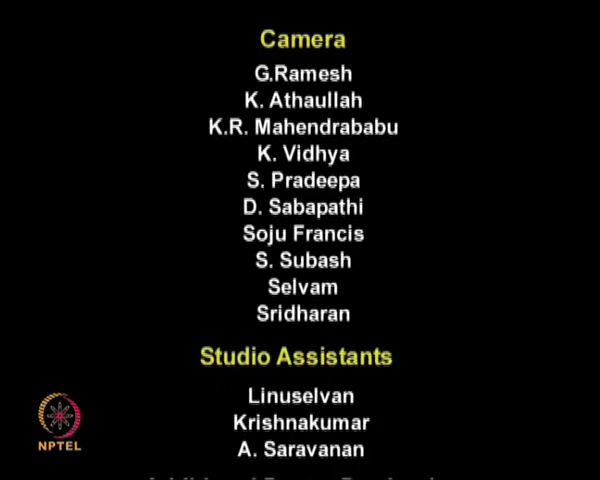 Camera
G.Ramesh
K. Athaullah
K.R. Mahendrababu
K. Vidhya
S. Pradeepa
D. Sabapathi
Soju Francis
S. Subash
Selvam
Sridharan
Studio Assistants
Linuselvan
Krishnakumar
A. Saravanan
NPTEL